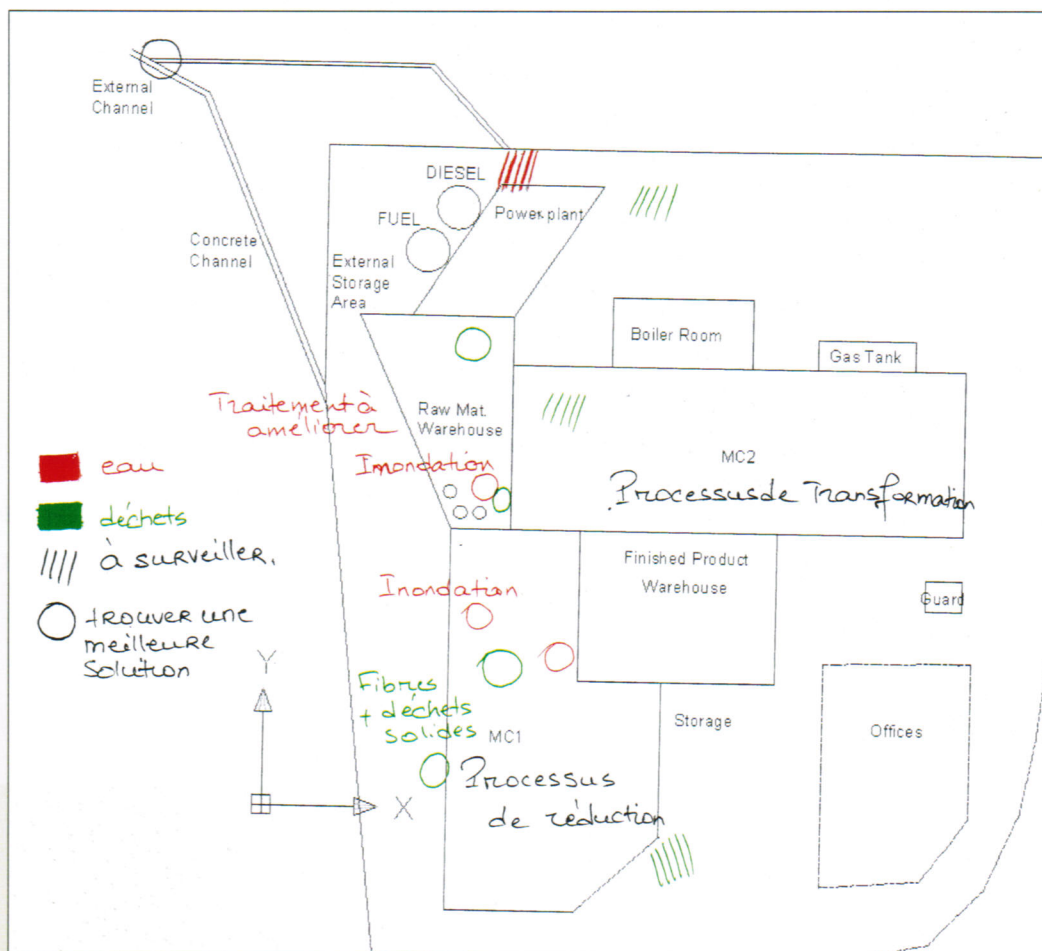 External
Channel
DIESEL
FUEL
Power plant
Concrete
Channel
External
Storage
Area
Boiler Room
Gas Tank
Traitement à
améliorer
Raw Mat.
Warehouse
Inondation
MC2
Processus de Transformation
eau
déchets
à surveiller.
trouver une
meilleure
solution
Inondation
Finished Product
Warehouse
Guard
Y
X
Fibres
+ déchets
solides
MC1
Processus
de réduction
Storage
Offices